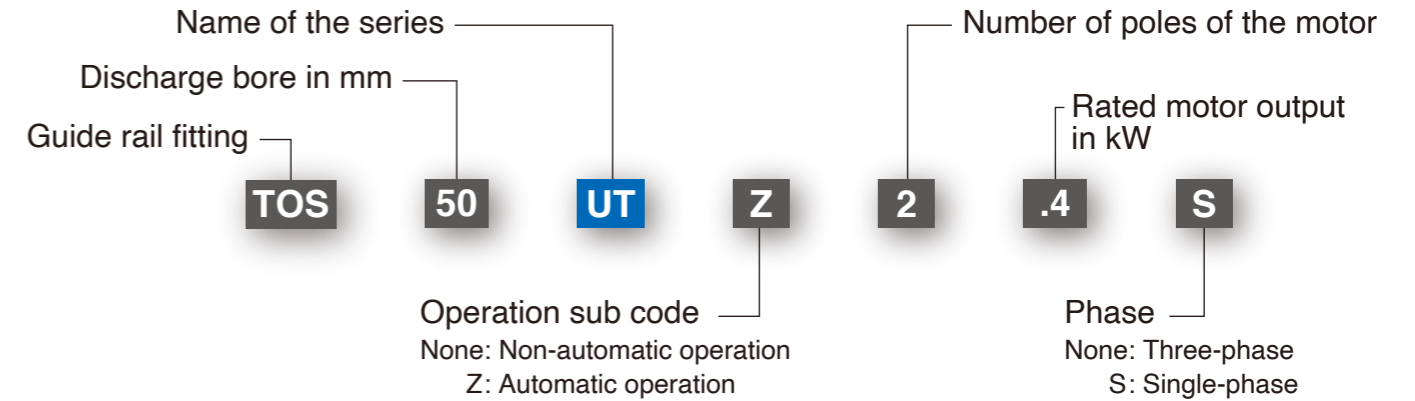 Name of the series
Number of poles of the motor
Discharge bore in mm
Rated motor output
in kW
Guide rail fitting
TOS 50 UT Z 2 .4 S
Operation sub code
None: Non-automatic operation
Z: Automatic operation
Phase
None: Three-phase
S: Single-phase